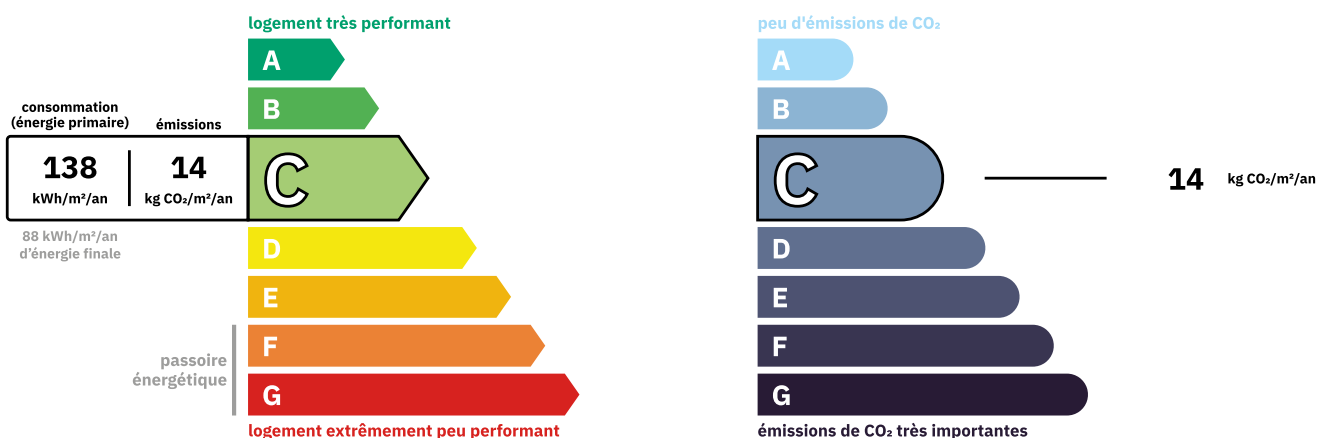 logement très performant
A
B
consommation
(énergie primaire)
émissions
138
kWh/m²/an
14
kg CO₂/m²/an
C
88 kWh/m²/an
d'énergie finale
D
E
passoire
énergétique
F
G
logement extrêmement peu performant
peu d'émissions de CO₂
A
B
C
14 kg CO₂/m²/an
D
E
F
G
émissions de CO₂ très importantes